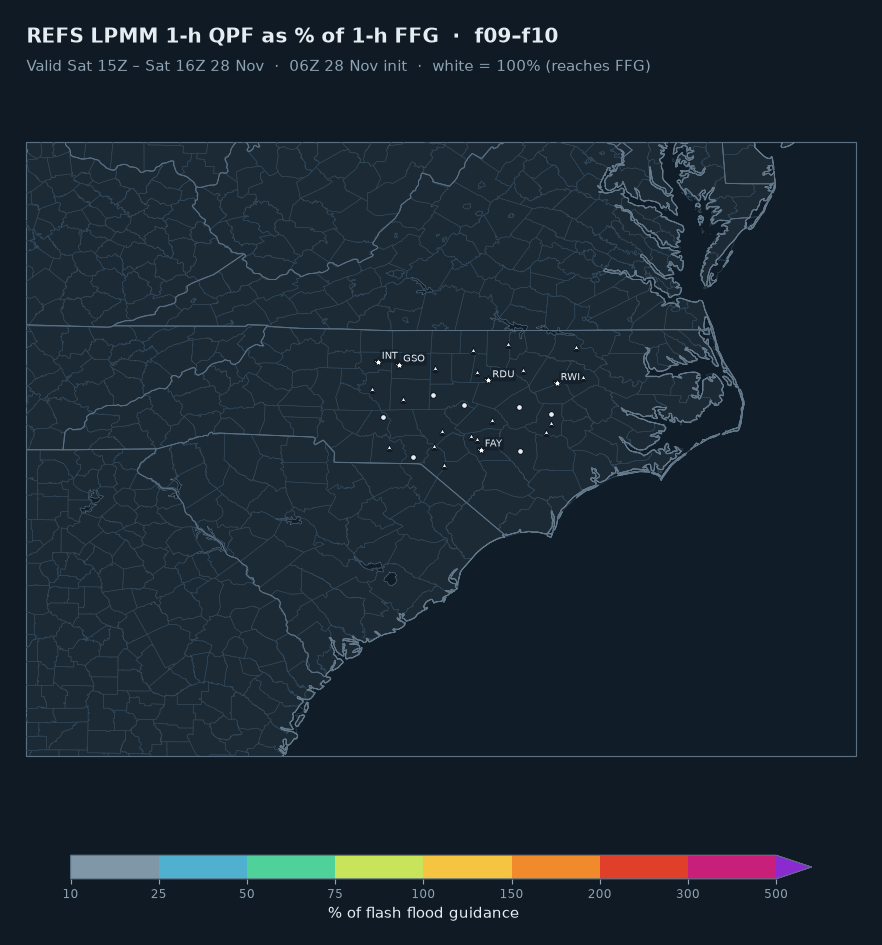 REFS LPMM 1-h QPF as % of 1-h FFG · f09–f10
Valid Sat 15Z – Sat 16Z 28 Nov · 06Z 28 Nov init · white = 100% (reaches FFG)
INT GSO
RDU
RWI
FAY
10 25 50 75 100 150 200 300 500
% of flash flood guidance